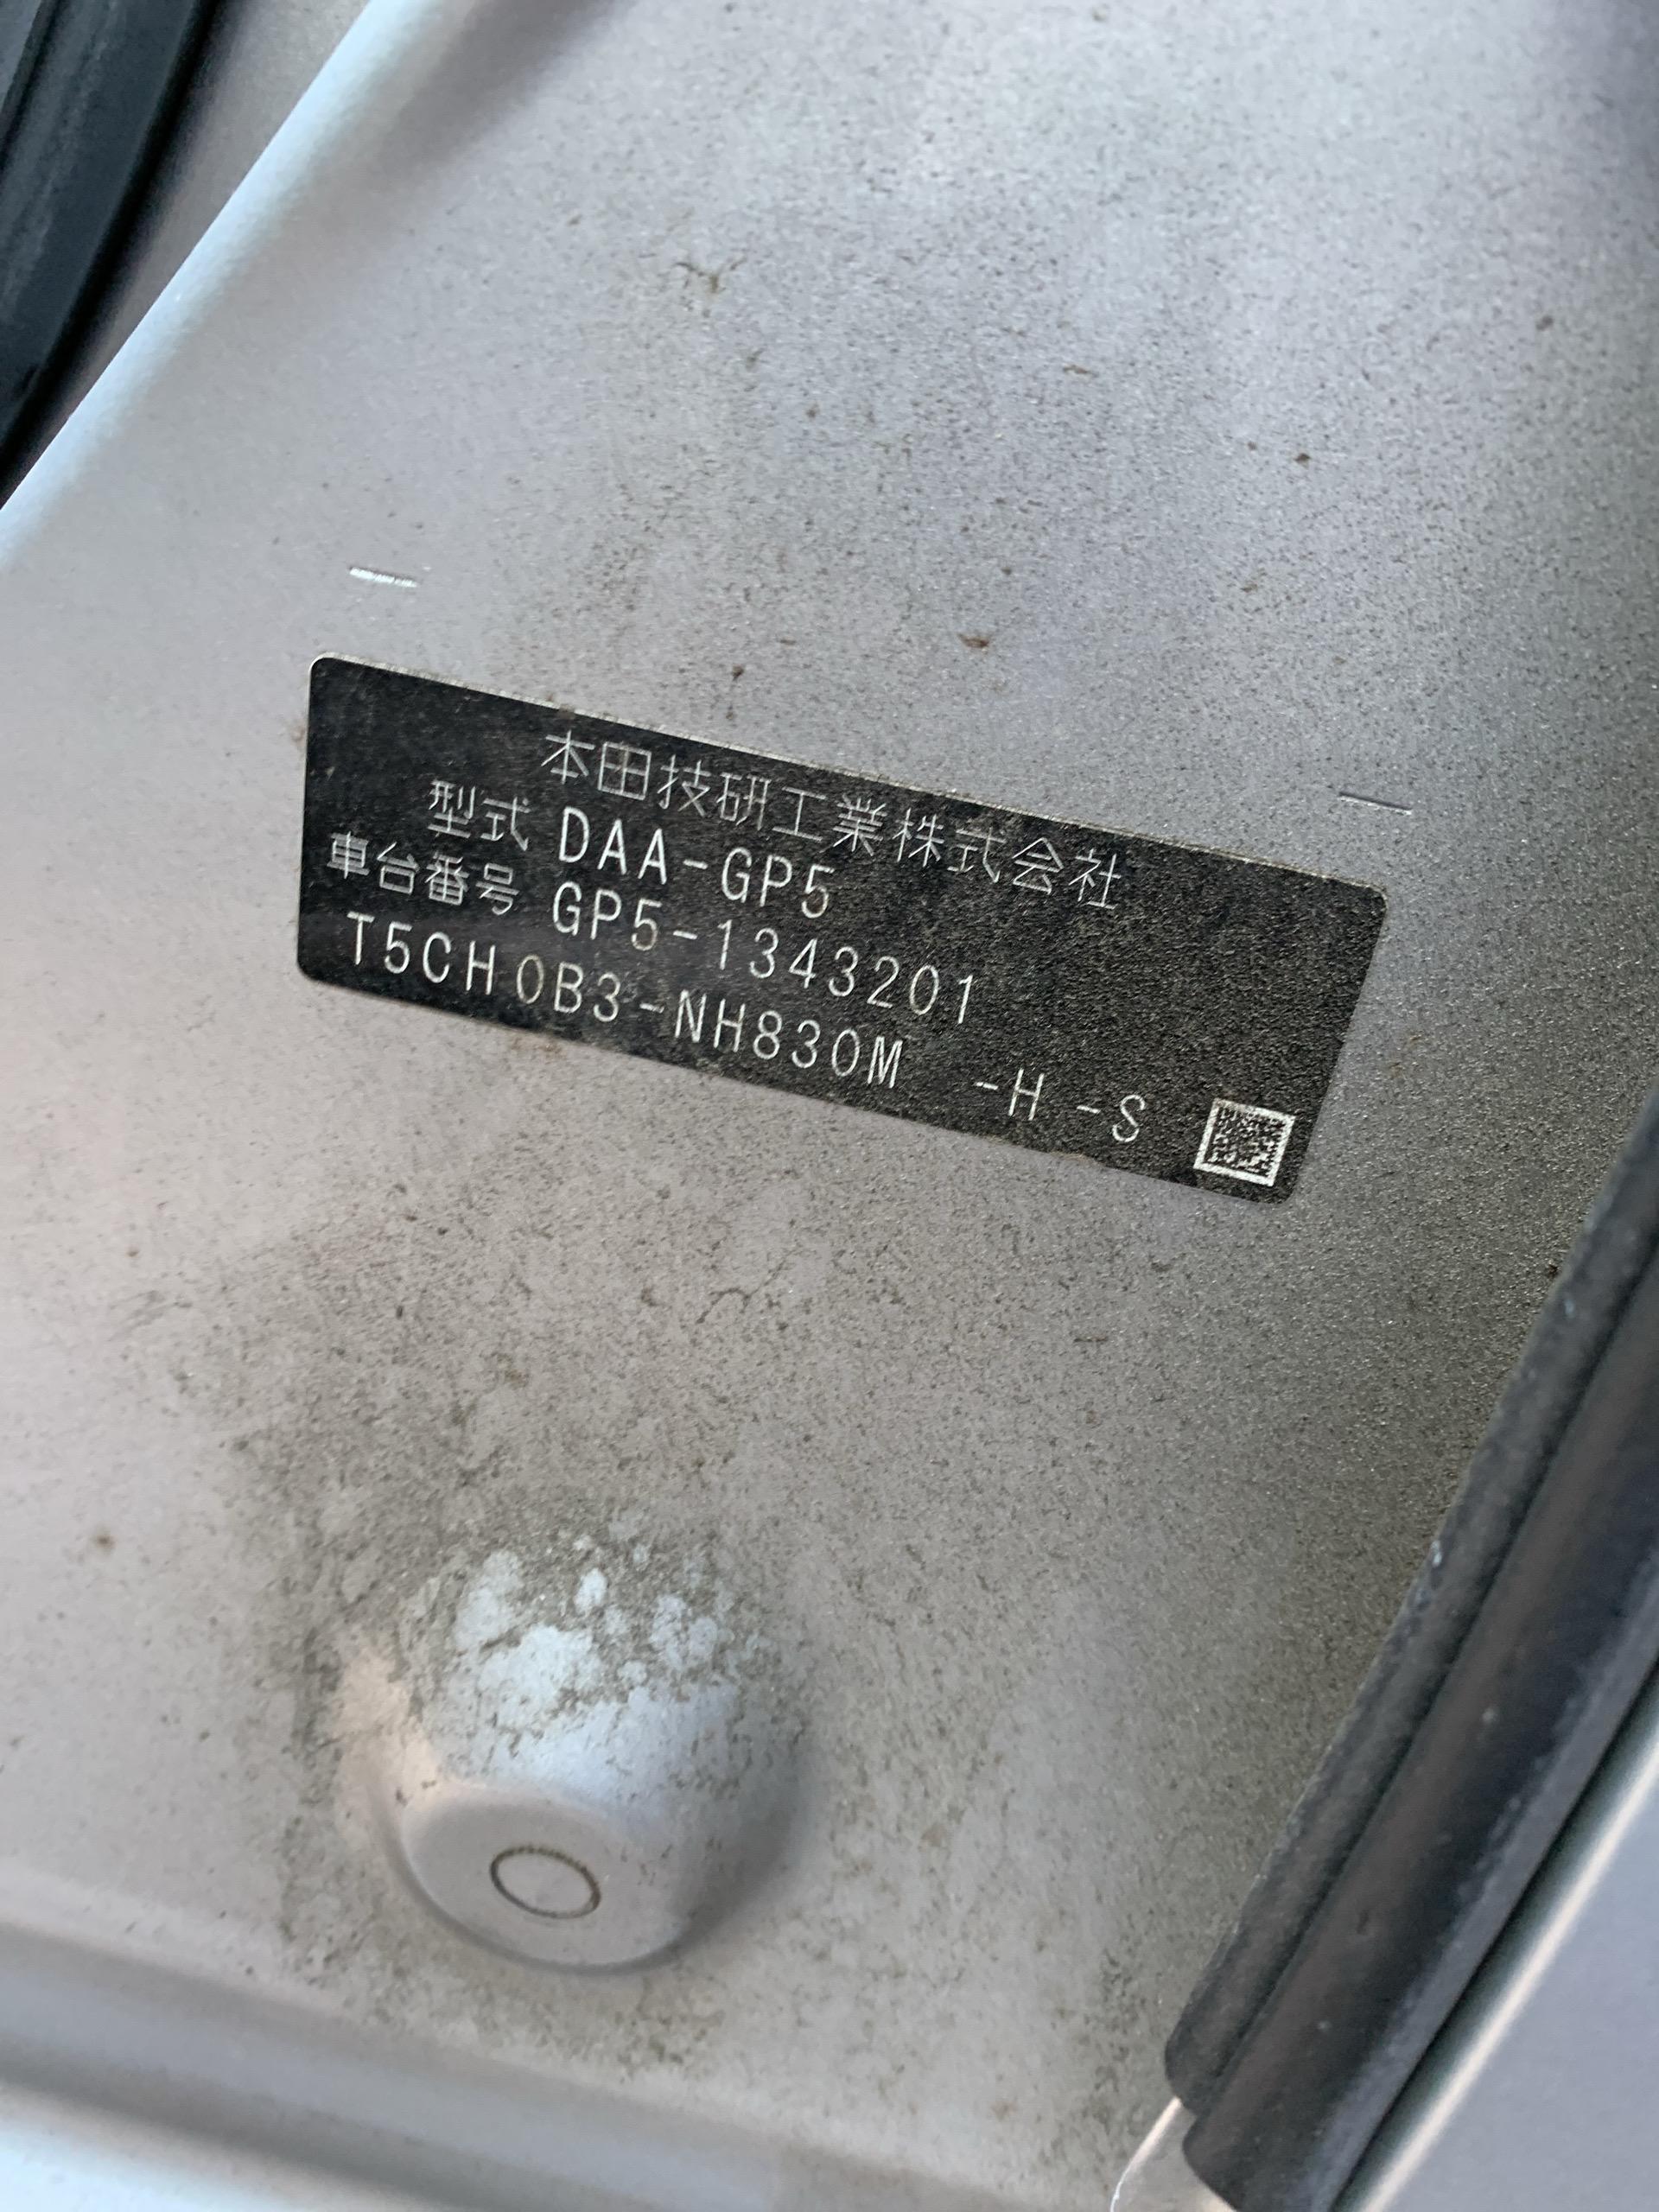 本田技研工業株式会社
型式 DAA-GP5
車台番号 GP5-1343201
T5CH0B3-NH830M -H -S